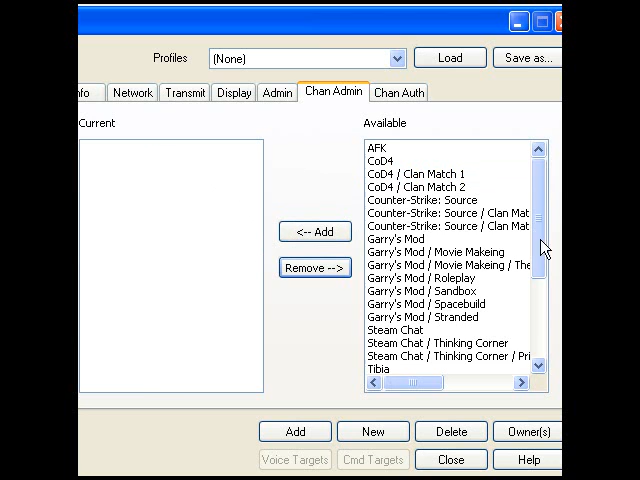 Profiles
(None)
Load
Save as...
nfo
Network
Transmit
Display
Admin
Chan Admin
Chan Auth
Current
Available
AFK
CoD4
CoD4 / Clan Match 1
CoD4 / Clan Match 2
Counter-Strike: Source
Counter-Strike: Source / Clan Mat
Counter-Strike: Source / Clan Mat
Garry's Mod
Garry's Mod / Movie Makeing
Garry's Mod / Movie Makeing / The
Garry's Mod / Roleplay
Garry's Mod / Sandbox
Garry's Mod / Spacebuild
Garry's Mod / Stranded
Steam Chat
Steam Chat / Thinking Corner
Steam Chat / Thinking Corner / Pri
Tibia
<-- Add
Remove -->
Add
New
Delete
Owner(s)
Voice Targets
Cmd Targets
Close
Help